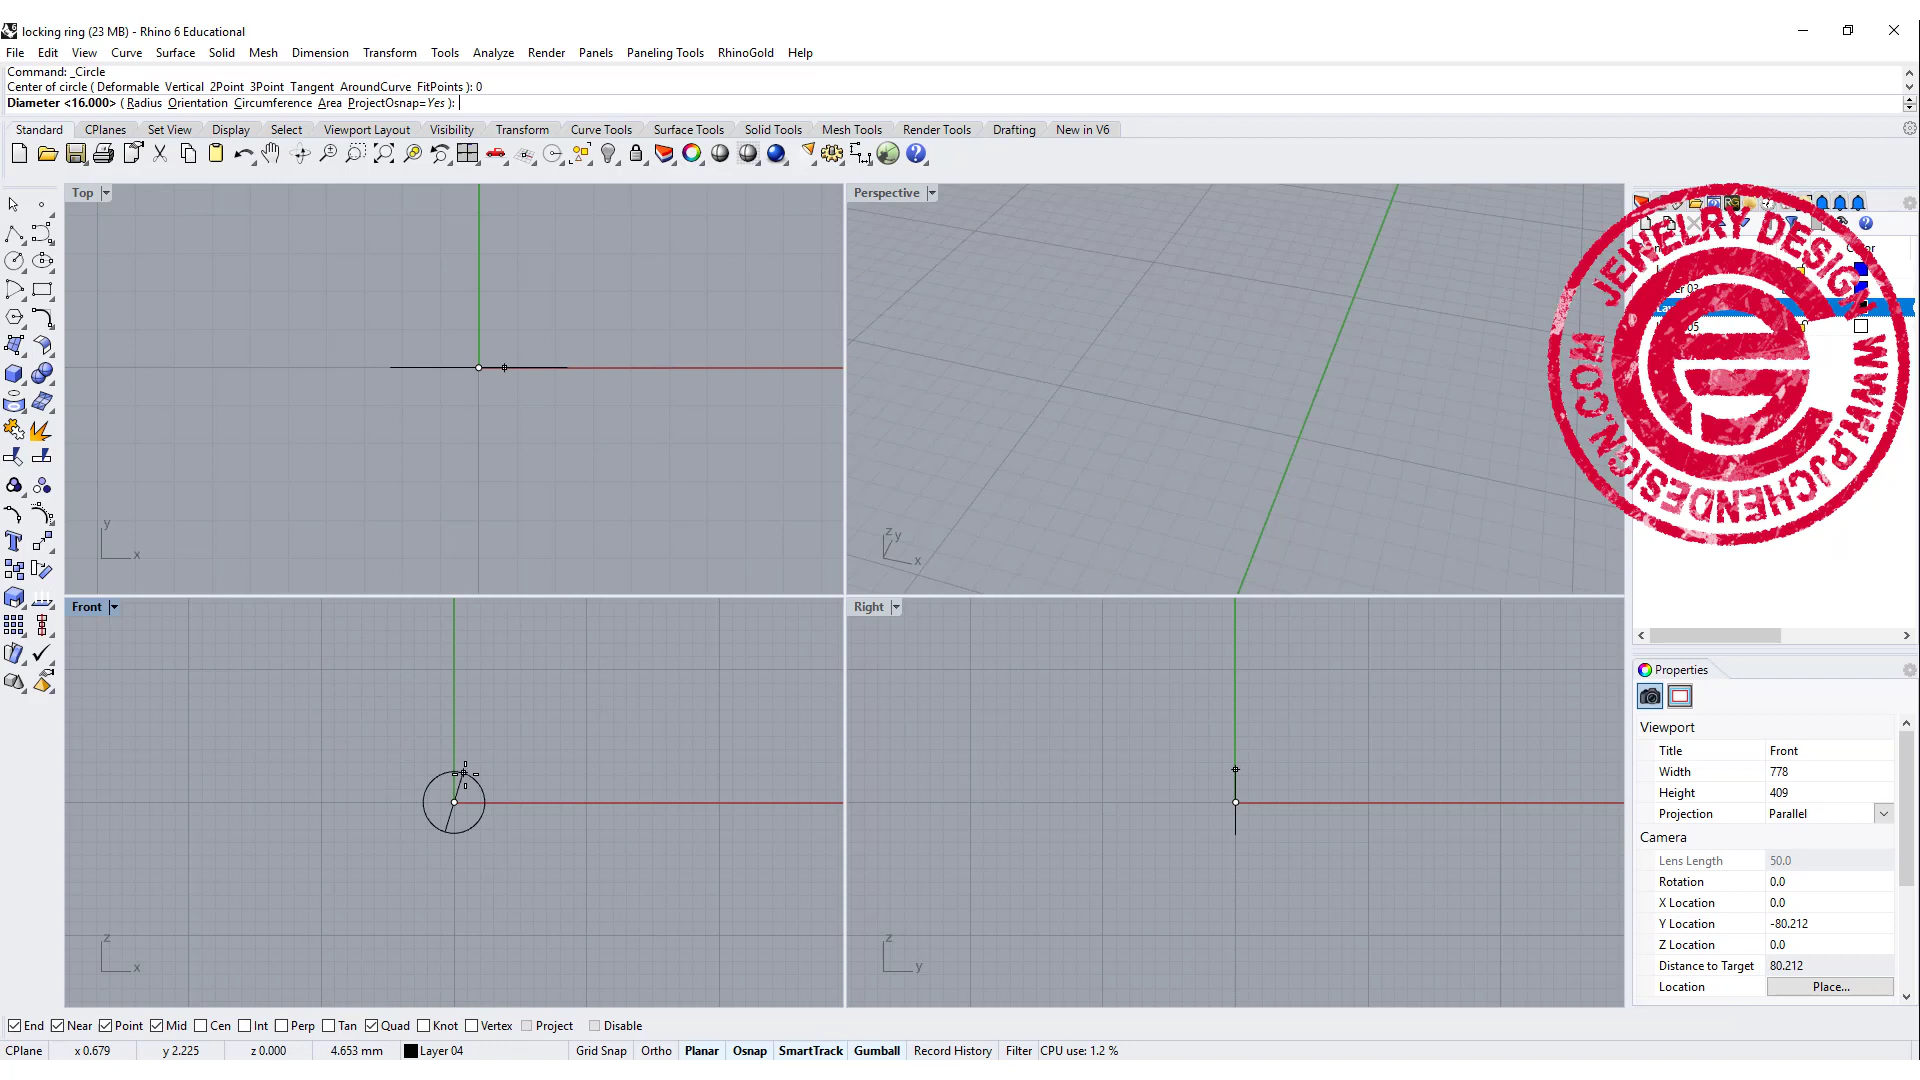 locking ring (23 MB) - Rhino 6 Educational
File Edit View Curve Surface Solid Mesh Dimension Transform Tools Analyze Render Panels Paneling Tools RhinoGold Help
Command: _Circle
Center of circle ( Deformable Vertical 2Point 3Point Tangent AroundCurve FitPoints ): 0
Diameter <16.000> ( Radius Orientation Circumference Area ProjectOsnap=Yes ):
Standard CPlanes Set View Display Select Viewport Layout Visibility Transform Curve Tools Surface Tools Solid Tools Mesh Tools Render Tools Drafting New in V6
Top
Perspective
JEWELRY DESIGN WWW.PJCHENDESIGN.COM
y
x
z
y
x
Front
Right
z
x
z
y
Properties
Viewport
Title Front
Width 778
Height 409
Projection Parallel
Camera
Lens Length 50.0
Rotation 0.0
X Location 0.0
Y Location -80.212
Z Location 0.0
Distance to Target 80.212
Location Place...
End Near Point Mid Cen Int Perp Tan Quad Knot Vertex Project Disable
CPlane x 0.679 y 2.225 z 0.000 4.653 mm Layer 04 Grid Snap Ortho Planar Osnap SmartTrack Gumball Record History Filter CPU use: 1.2 %